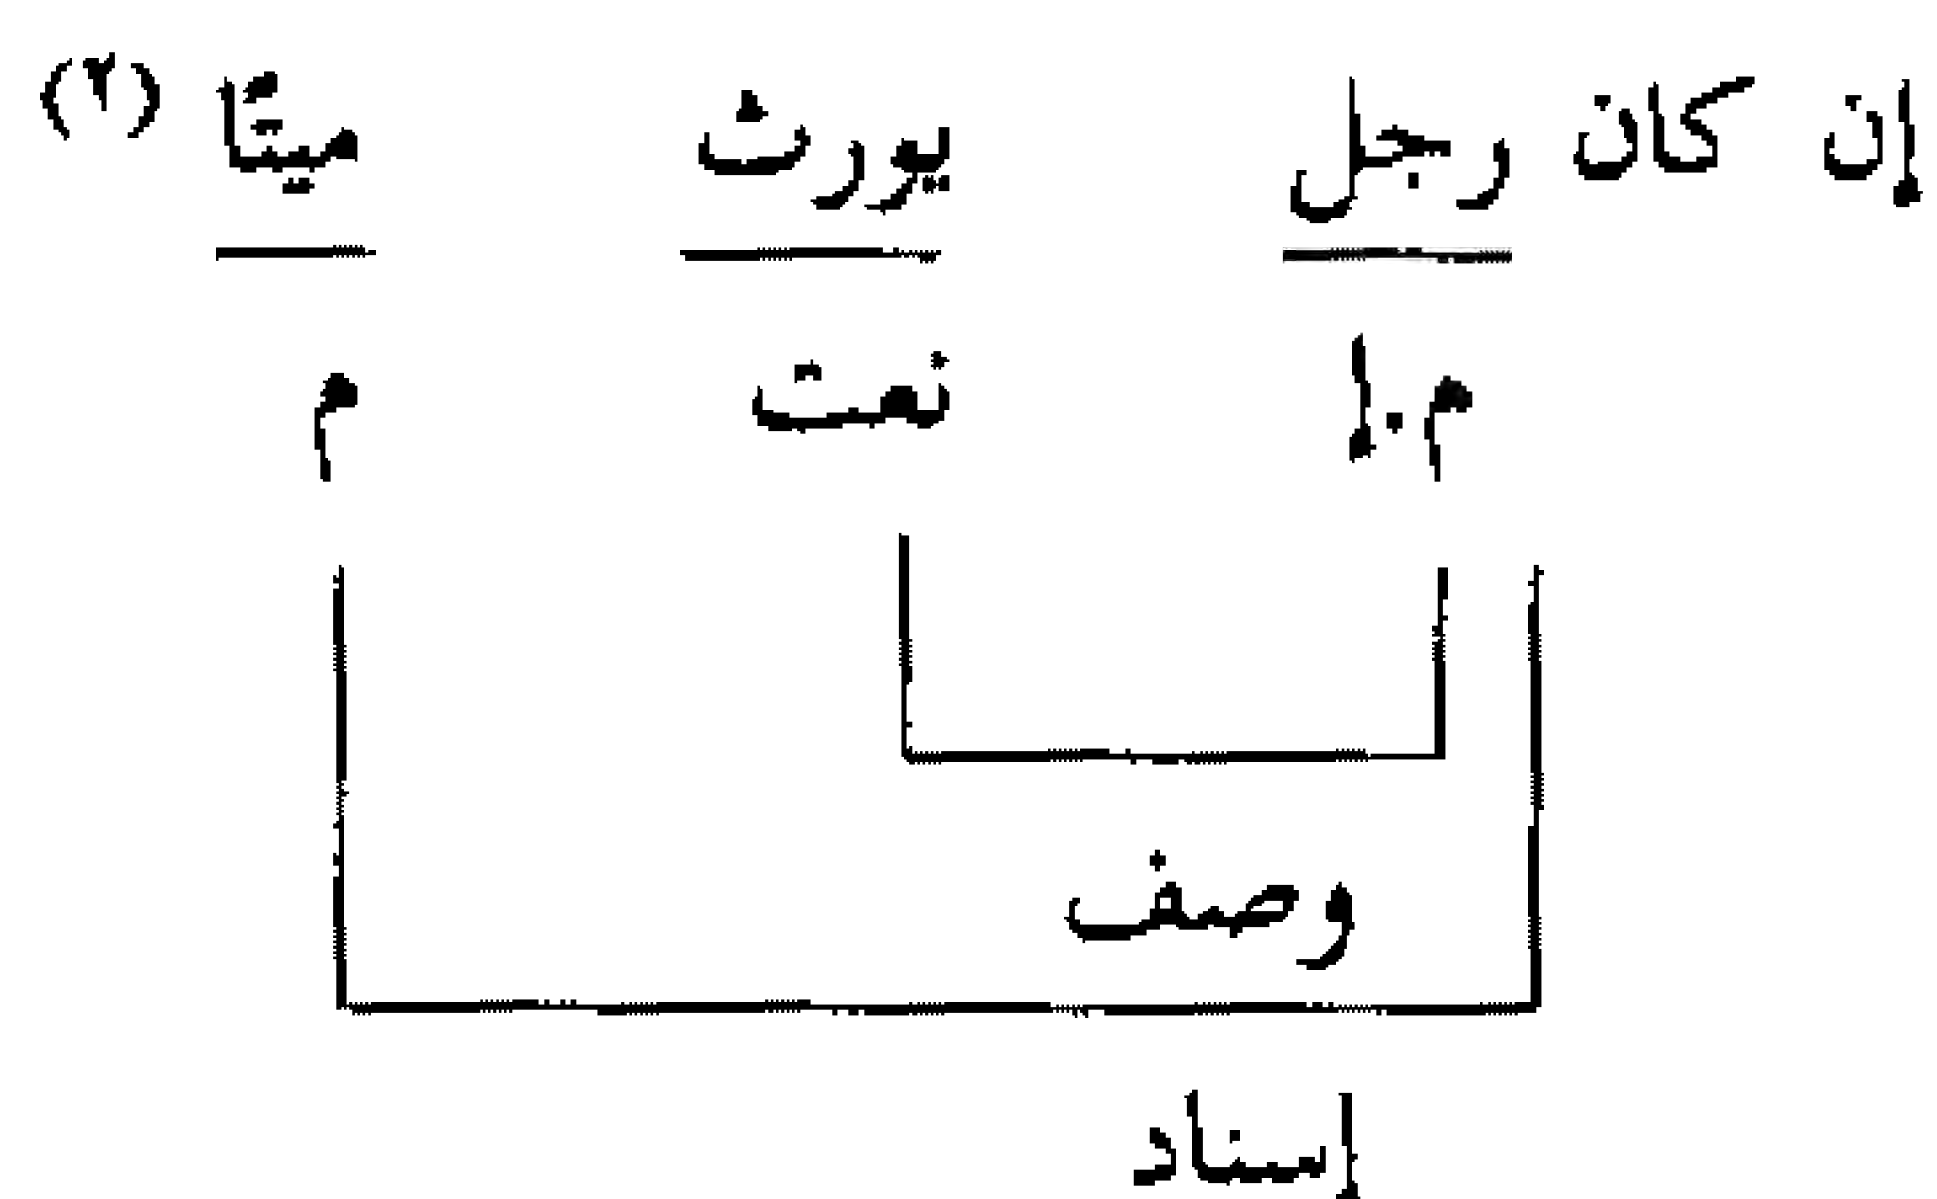 إن كان رجل يورث ميتًا (٢)
م.إ نعت م
وصف
إسناد